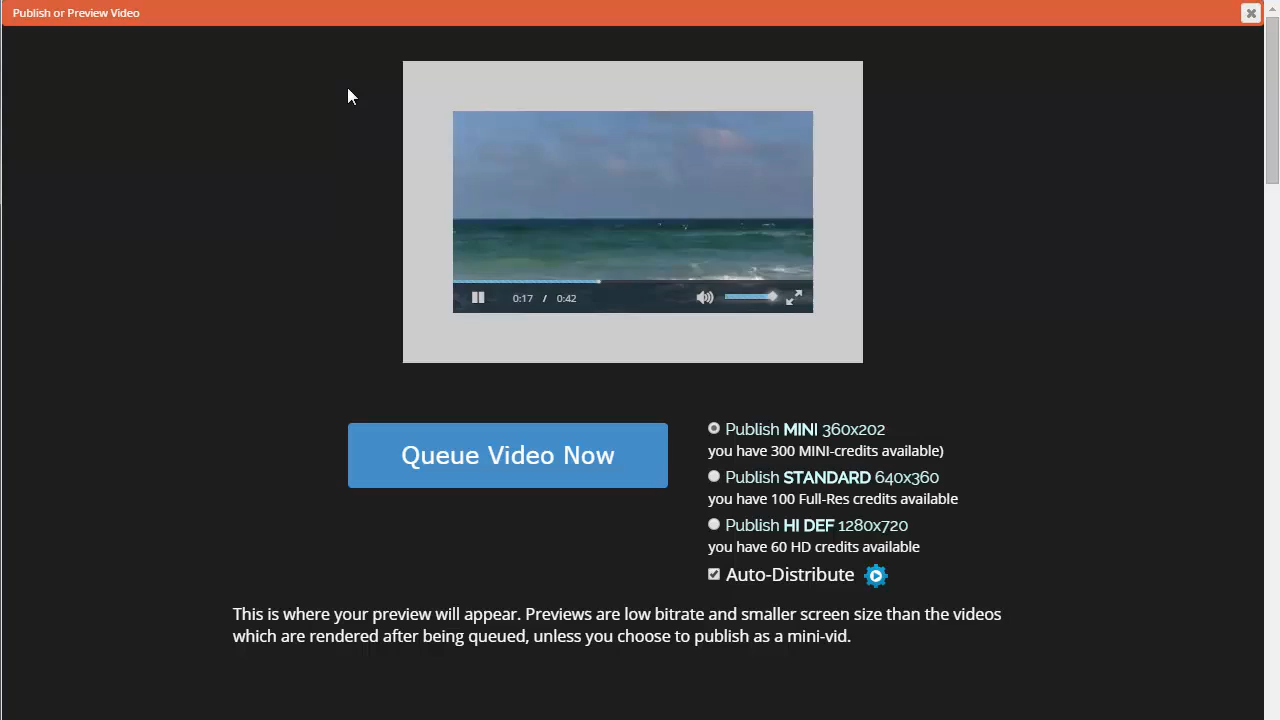 Publish or Preview Video
0:17 / 0:42
Queue Video Now
Publish MINI 360x202
you have 300 MINI-credits available)
Publish STANDARD 640x360
you have 100 Full-Res credits available
Publish HI DEF 1280x720
you have 60 HD credits available
Auto-Distribute
This is where your preview will appear. Previews are low bitrate and smaller screen size than the videos
which are rendered after being queued, unless you choose to publish as a mini-vid.